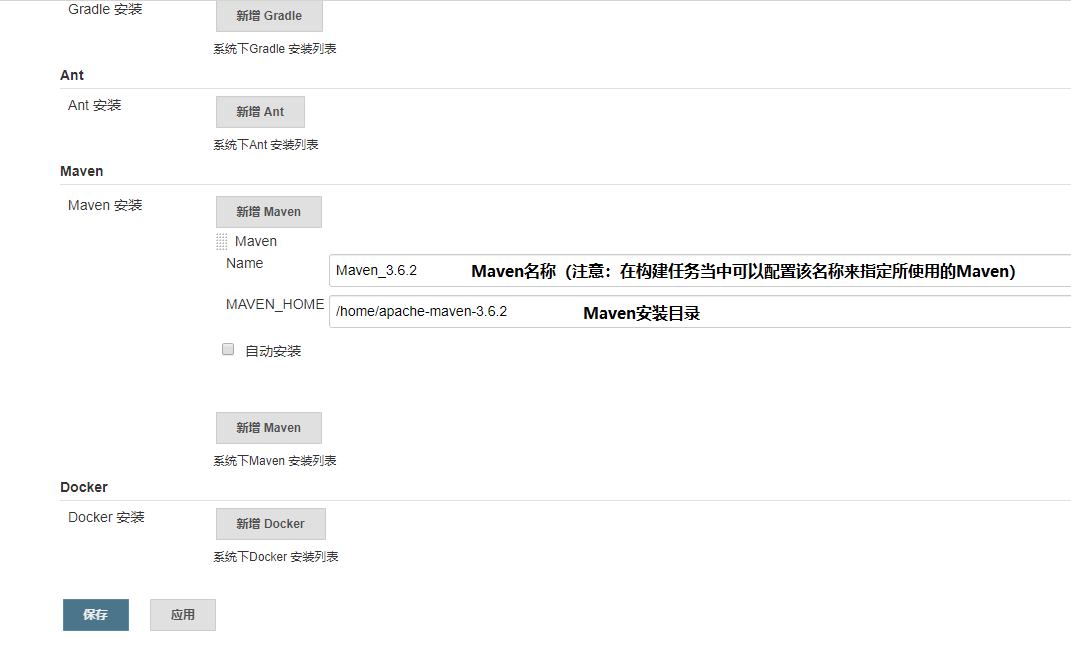 Gradle 安装
新增 Gradle
系统下Gradle 安装列表
Ant
Ant 安装
新增 Ant
系统下Ant 安装列表
Maven
Maven 安装
新增 Maven
Maven
Name
Maven_3.6.2
Maven名称（注意：在构建任务当中可以配置该名称来指定所使用的Maven）
MAVEN_HOME
/home/apache-maven-3.6.2
Maven安装目录
自动安装
新增 Maven
系统下Maven 安装列表
Docker
Docker 安装
新增 Docker
系统下Docker 安装列表
保存
应用